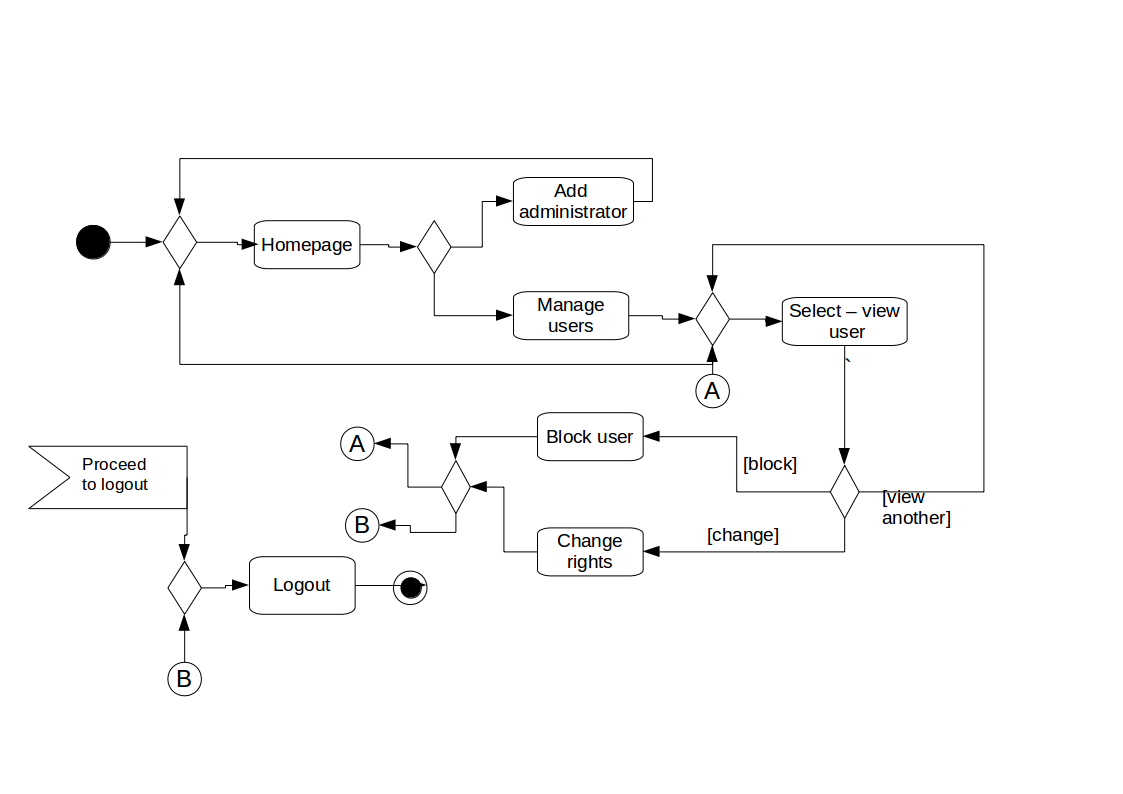 Add
administrator
Homepage
Manage
users
Select – view
user
A
Block user
A
[block]
Proceed
to logout
[view
another]
B
Change
rights
[change]
Logout
B